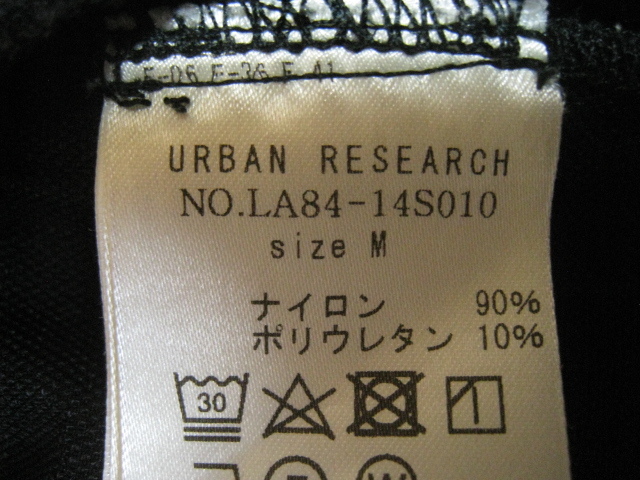 URBAN RESEARCH
NO.LA84-14S010
size M
ナイロン 90%
ポリウレタン 10%
30